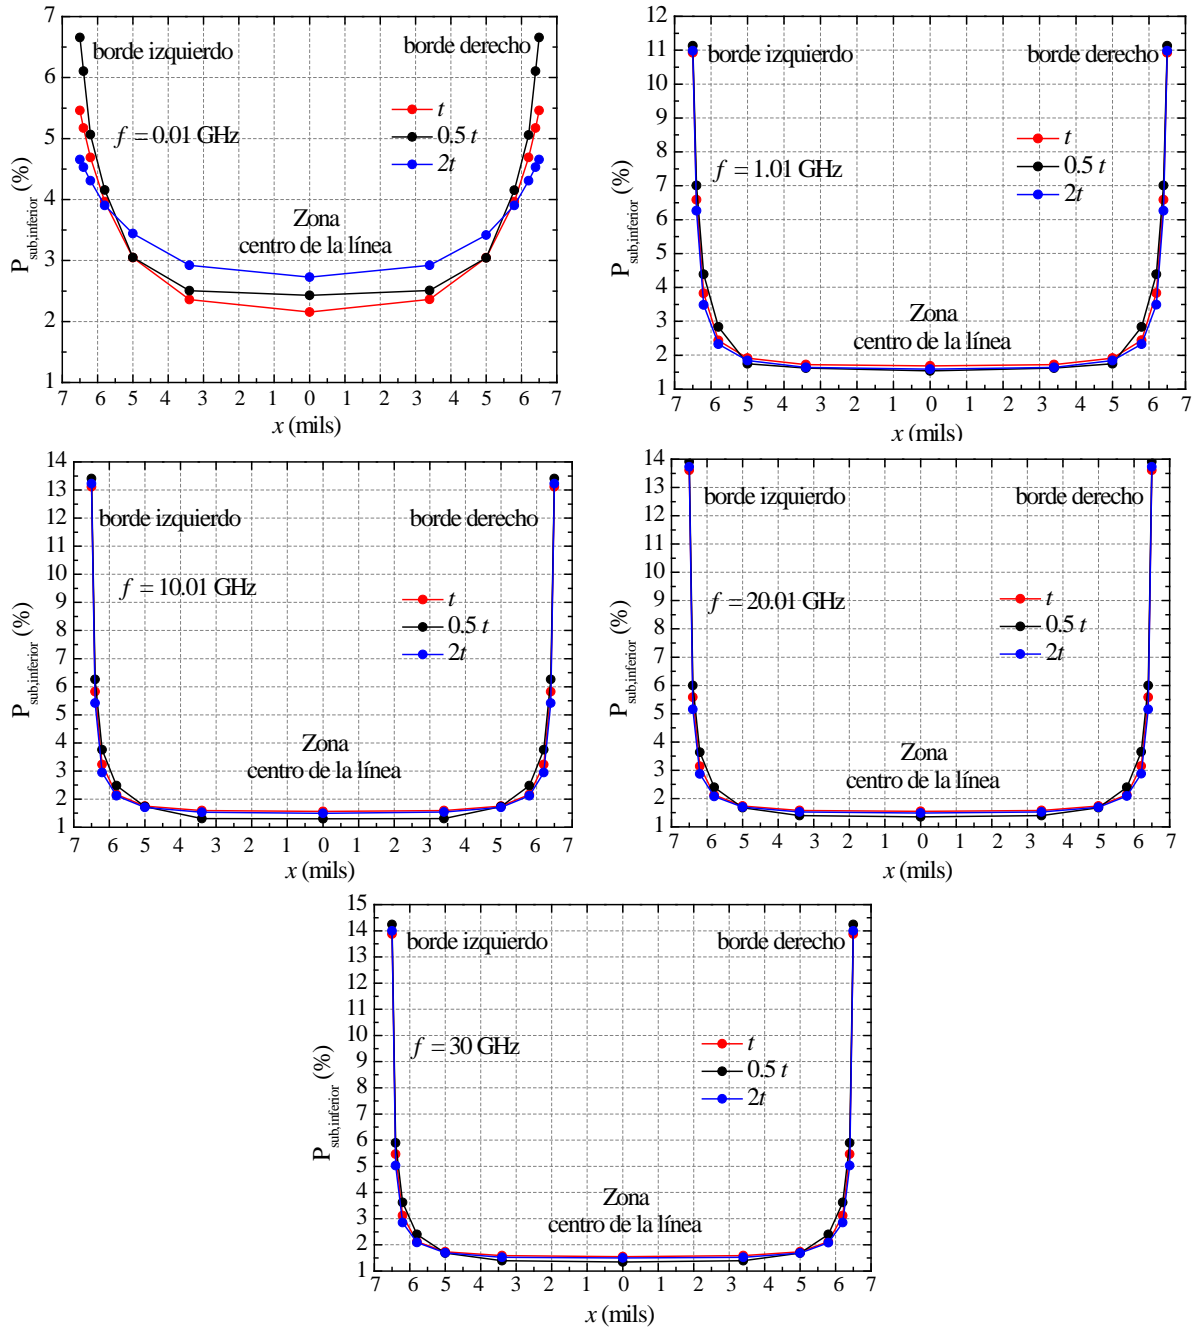 7
6
5
4
3
2
1
P sub,inferior (%)
borde izquierdo
borde derecho
f = 0.01 GHz
t
0.5 t
2t
Zona
centro de la línea
7 6 5 4 3 2 1 0 1 2 3 4 5 6 7
x (mils)
12
11
10
9
8
7
6
5
4
3
2
1
P sub,inferior (%)
borde izquierdo
borde derecho
f = 1.01 GHz
t
0.5 t
2t
Zona
centro de la línea
7 6 5 4 3 2 1 0 1 2 3 4 5 6 7
x (mils)
14
13
12
11
10
9
8
7
6
5
4
3
2
1
P sub,inferior (%)
borde izquierdo
borde derecho
f = 10.01 GHz
t
0.5 t
2t
Zona
centro de la línea
7 6 5 4 3 2 1 0 1 2 3 4 5 6 7
x (mils)
14
13
12
11
10
9
8
7
6
5
4
3
2
1
P sub,inferior (%)
borde izquierdo
borde derecho
f = 20.01 GHz
t
0.5 t
2t
Zona
centro de la línea
7 6 5 4 3 2 1 0 1 2 3 4 5 6 7
x (mils)
15
14
13
12
11
10
9
8
7
6
5
4
3
2
1
P sub,inferior (%)
borde izquierdo
borde derecho
f = 30 GHz
t
0.5 t
2t
Zona
centro de la línea
7 6 5 4 3 2 1 0 1 2 3 4 5 6 7
x (mils)